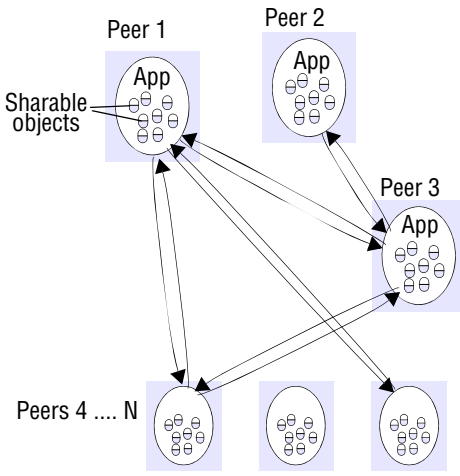 Peer 1
Peer 2
App
App
Sharable
objects
Peer 3
App
Peers 4 .... N